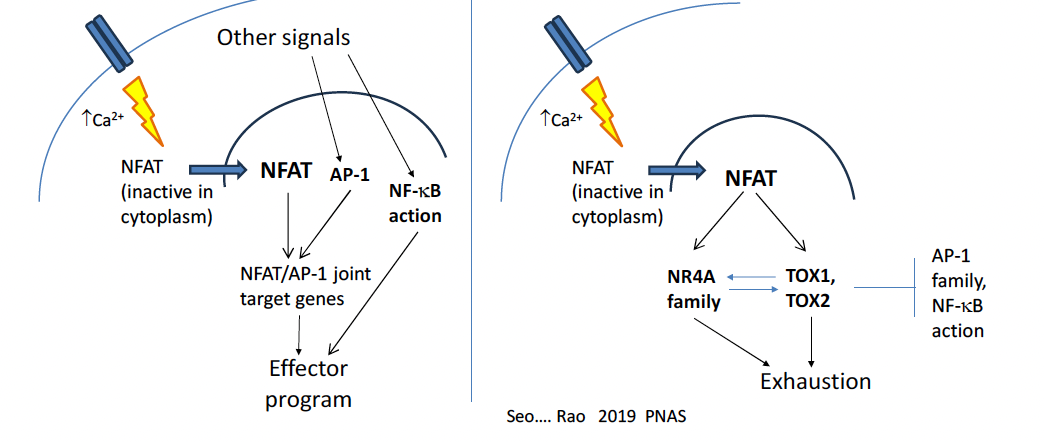 Other signals
↑Ca²⁺
NFAT
(inactive in
cytoplasm)
NFAT
AP-1
NF-κB
action
NFAT/AP-1 joint
target genes
Effector
program
↑Ca²⁺
NFAT
(inactive in
cytoplasm)
NFAT
NR4A
family
TOX1,
TOX2
AP-1
family,
NF-κB
action
Exhaustion
Seo.... Rao 2019 PNAS